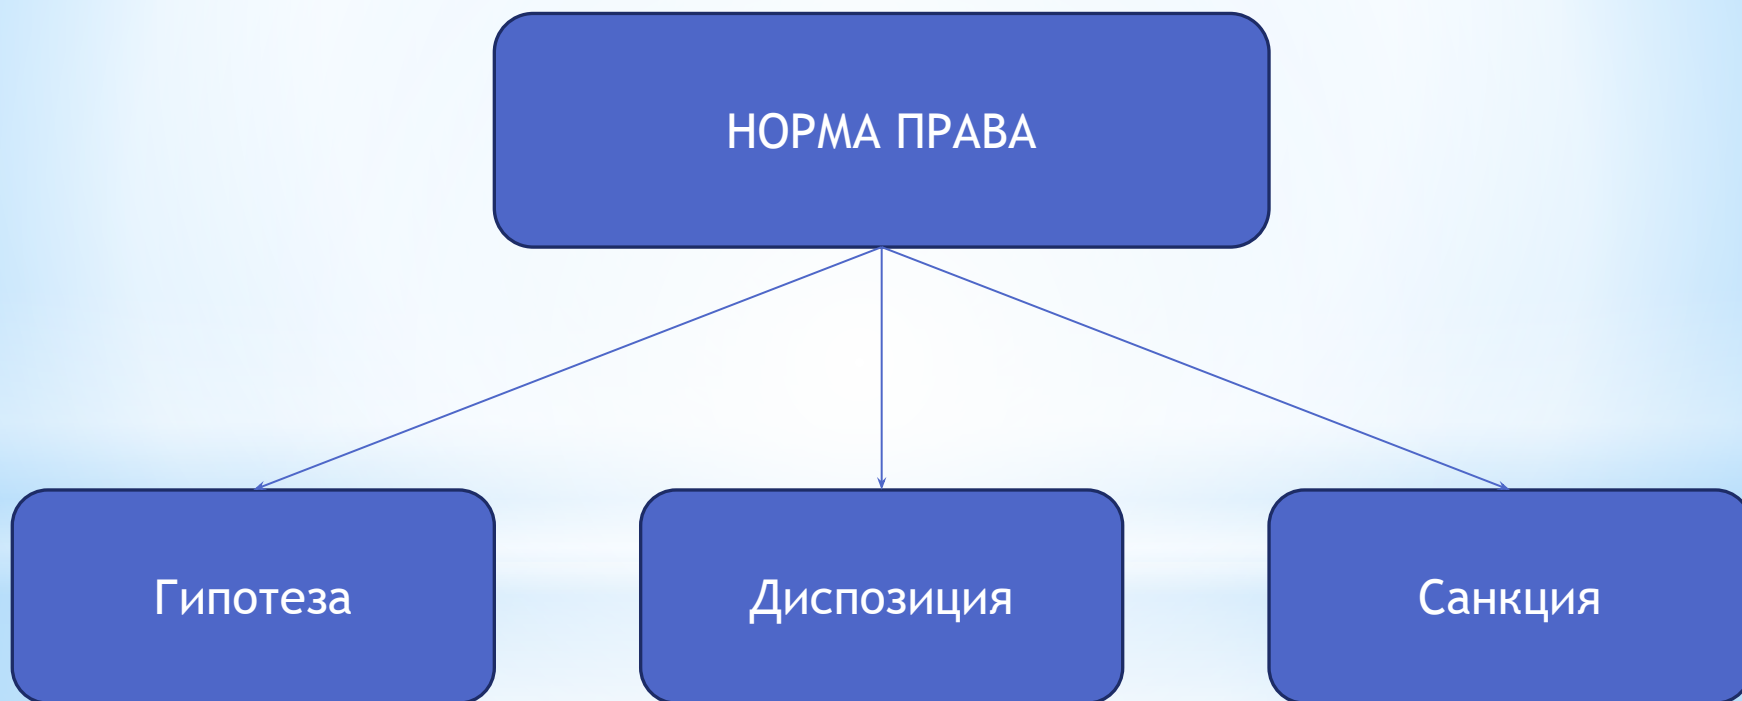 НОРМА ПРАВА
Гипотеза
Диспозиция
Санкция